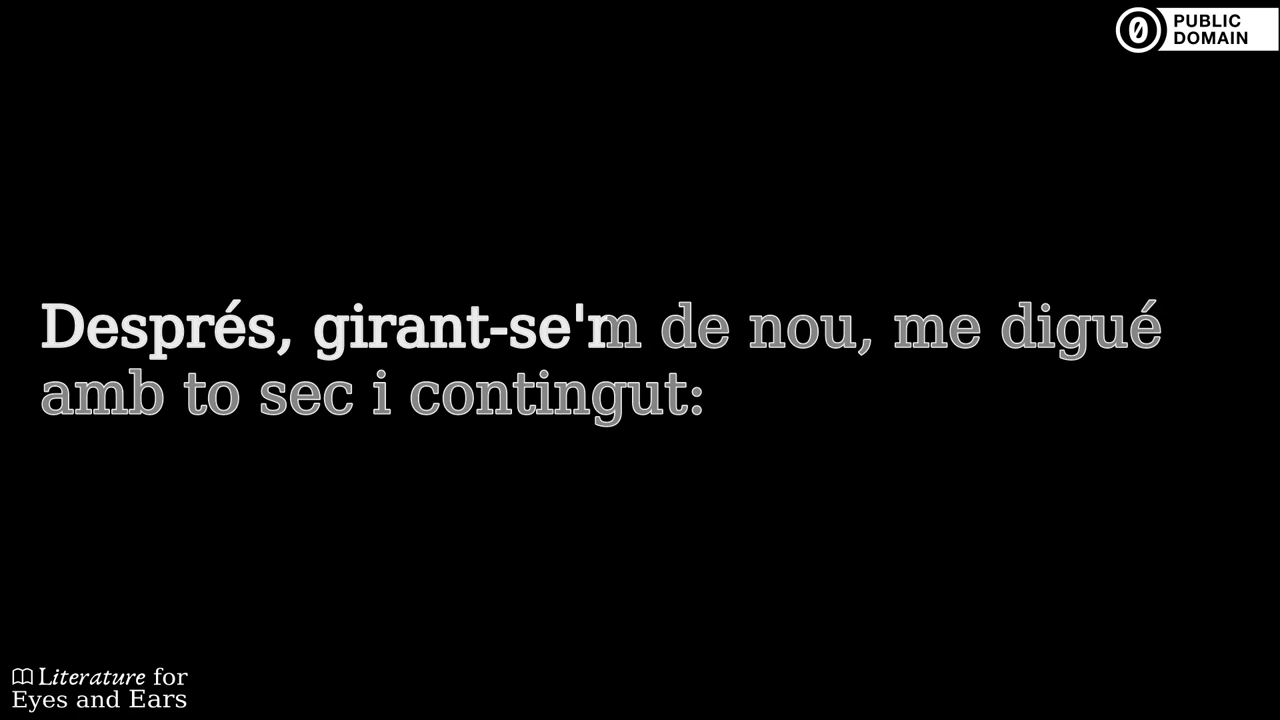 PUBLIC
DOMAIN
Després, girant-se'm de nou, me digué
amb to sec i contingut:
Literature for
Eyes and Ears